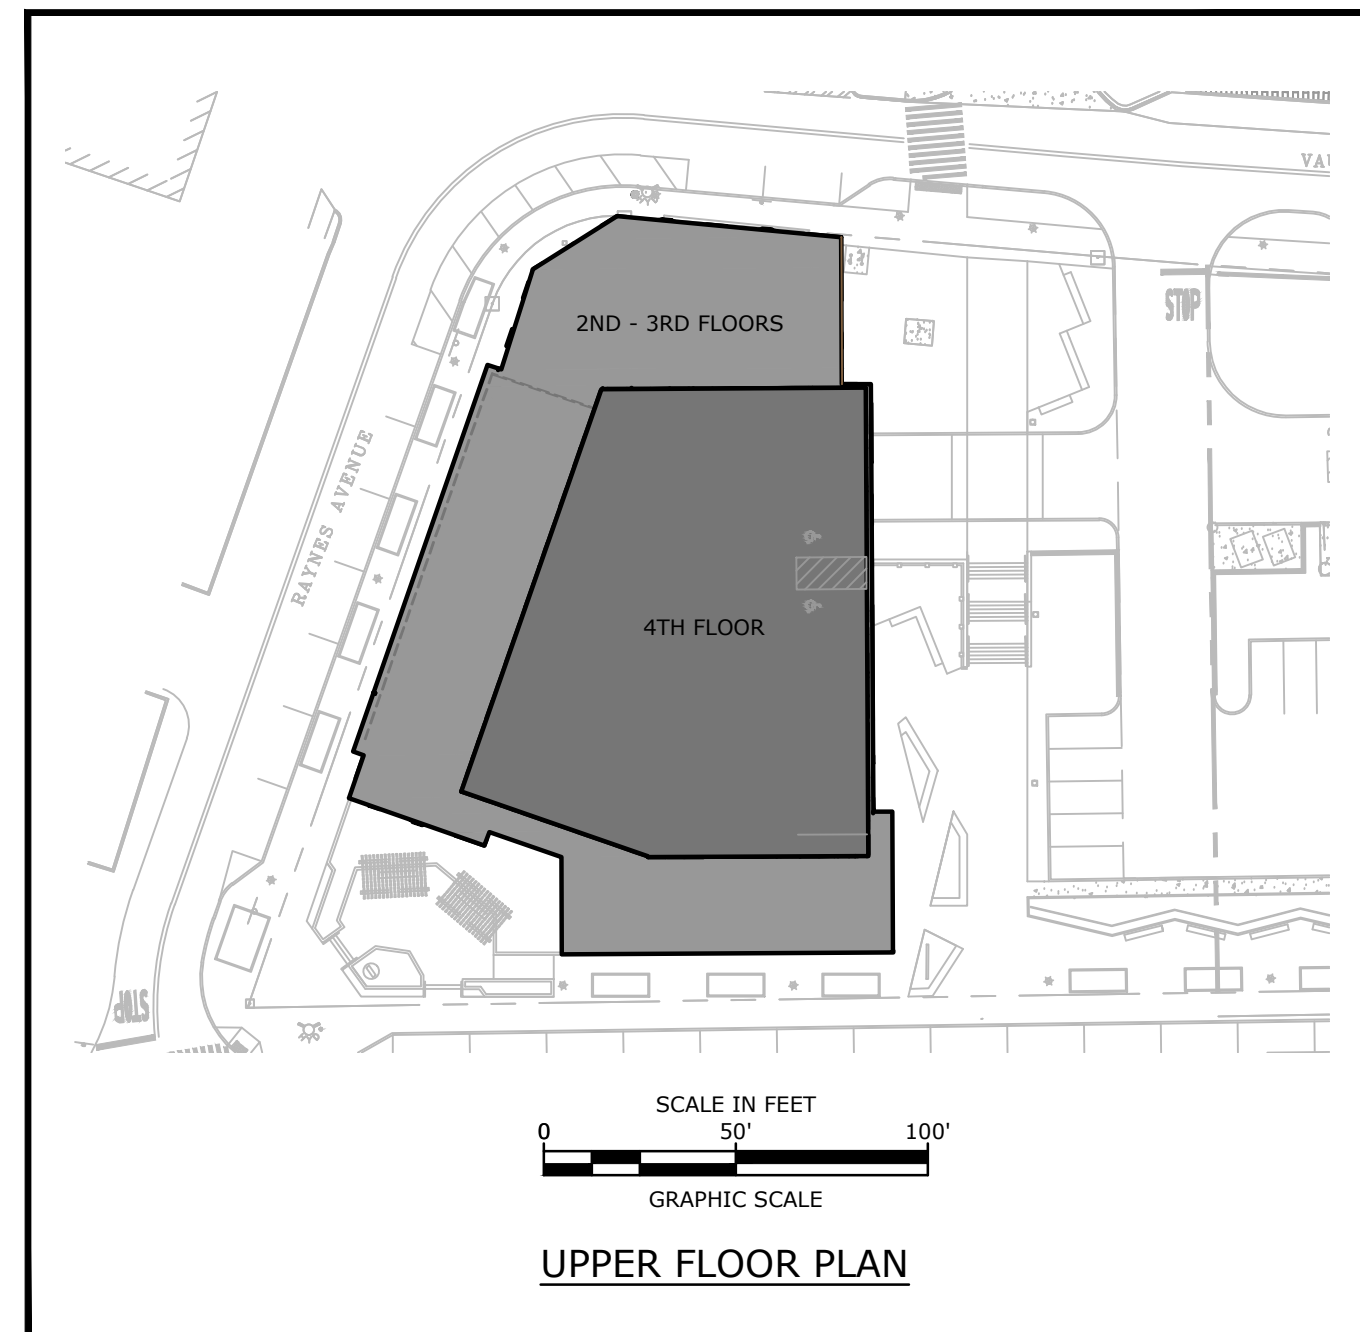 VAU
STOP
2ND - 3RD FLOORS
RAYNES AVENUE
4TH FLOOR
STOP
SCALE IN FEET
0 50' 100'
GRAPHIC SCALE
UPPER FLOOR PLAN